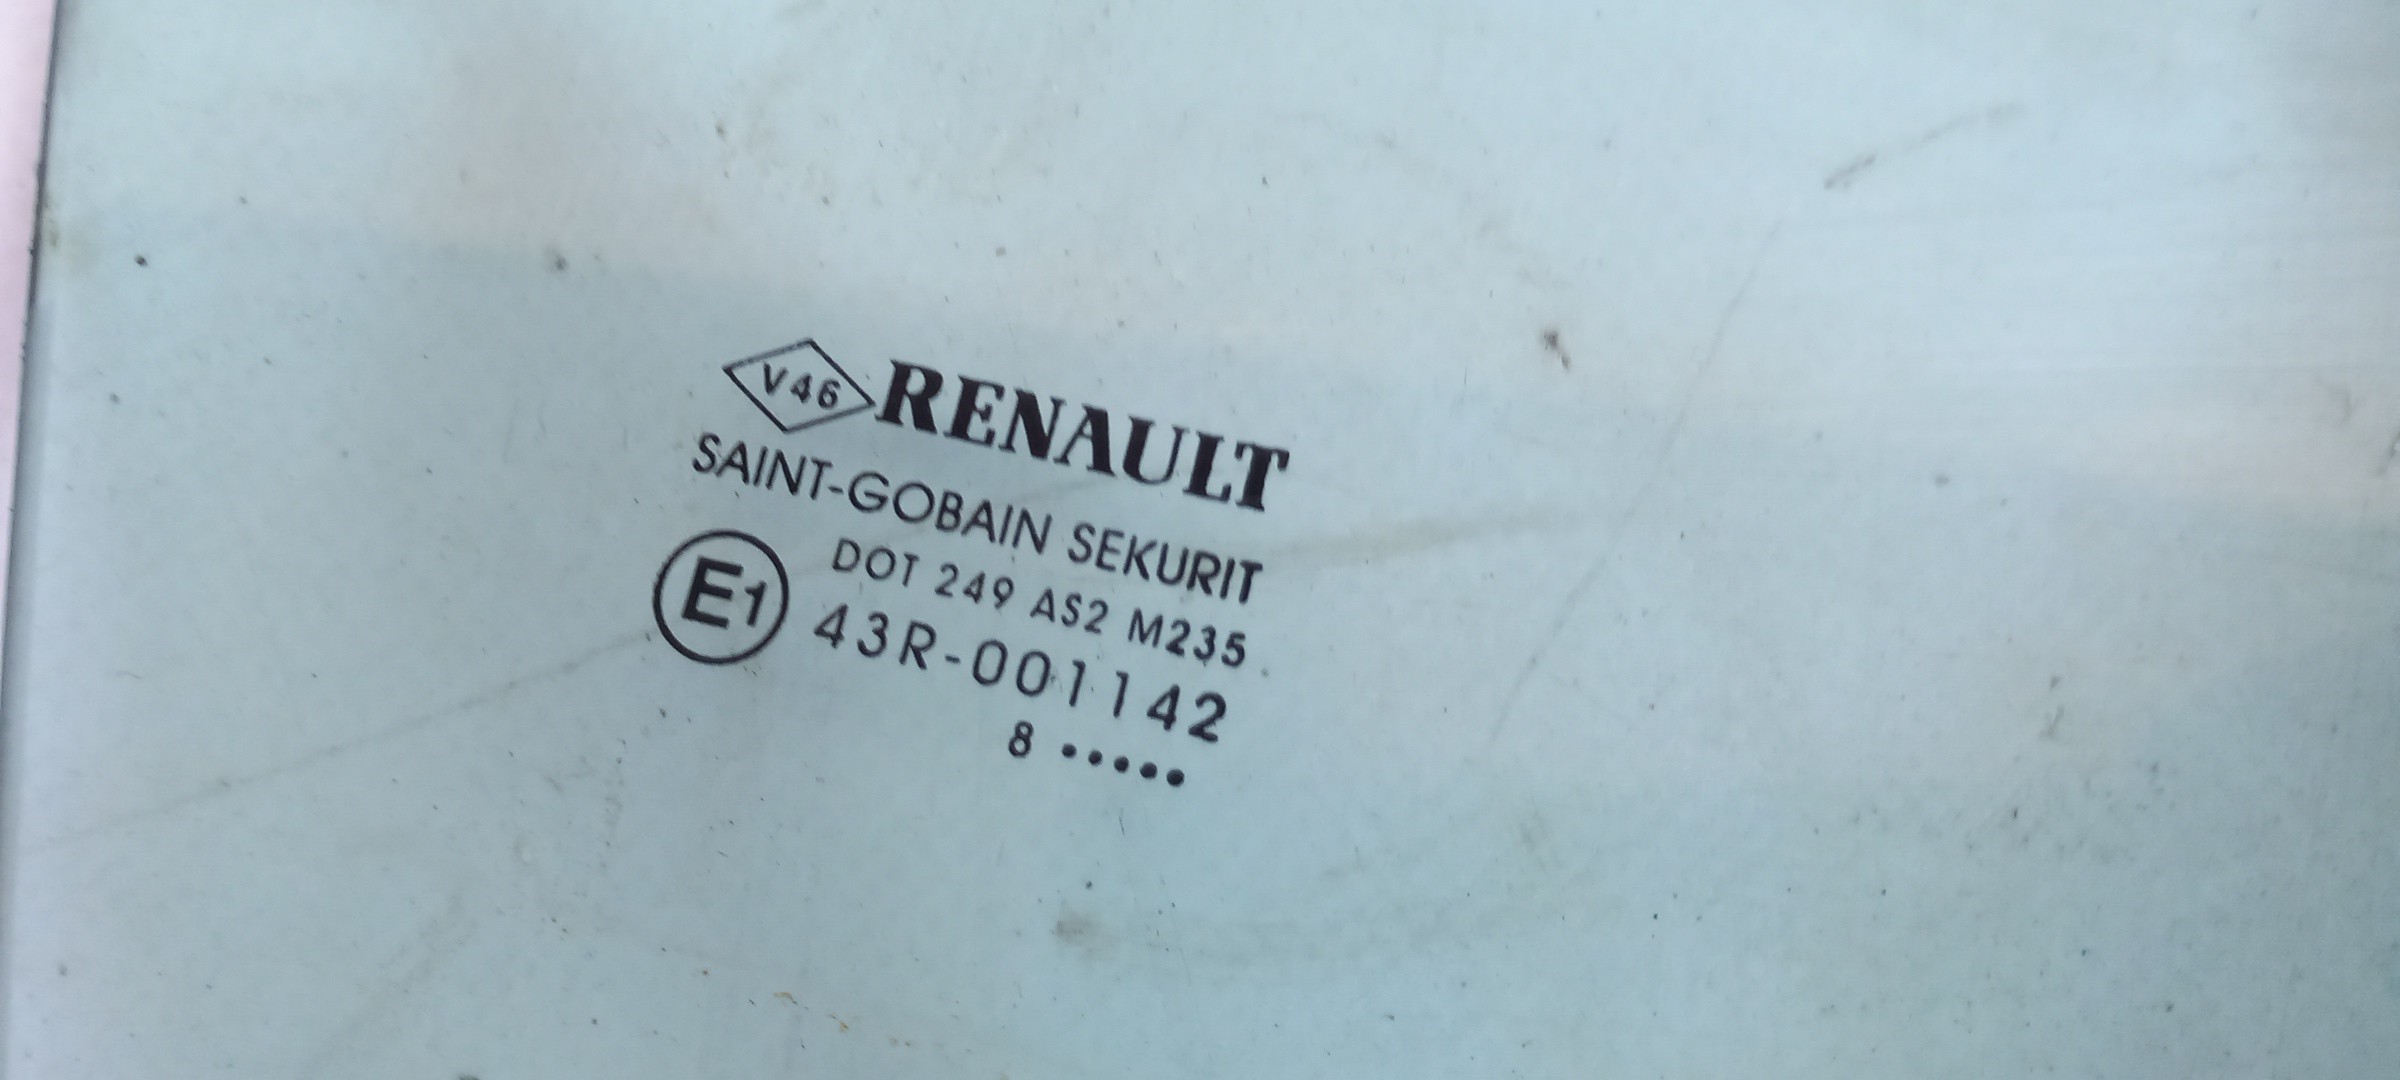 V46 RENAULT
SAINT-GOBAIN SEKURIT
DOT 249 AS2 M235
E1 43R-001142
8 •••••